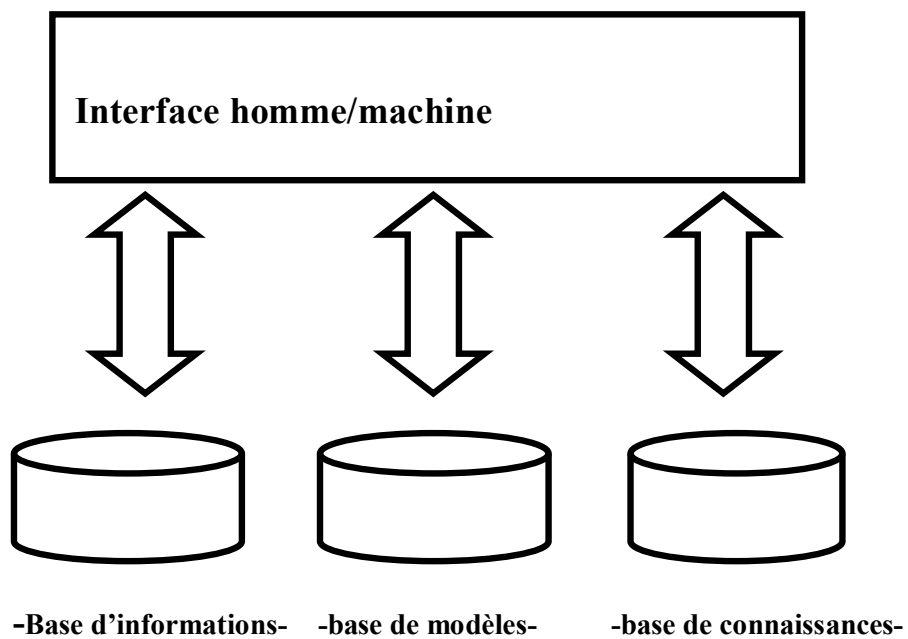 Interface homme/machine
-Base d’informations- -base de modèles- -base de connaissances-